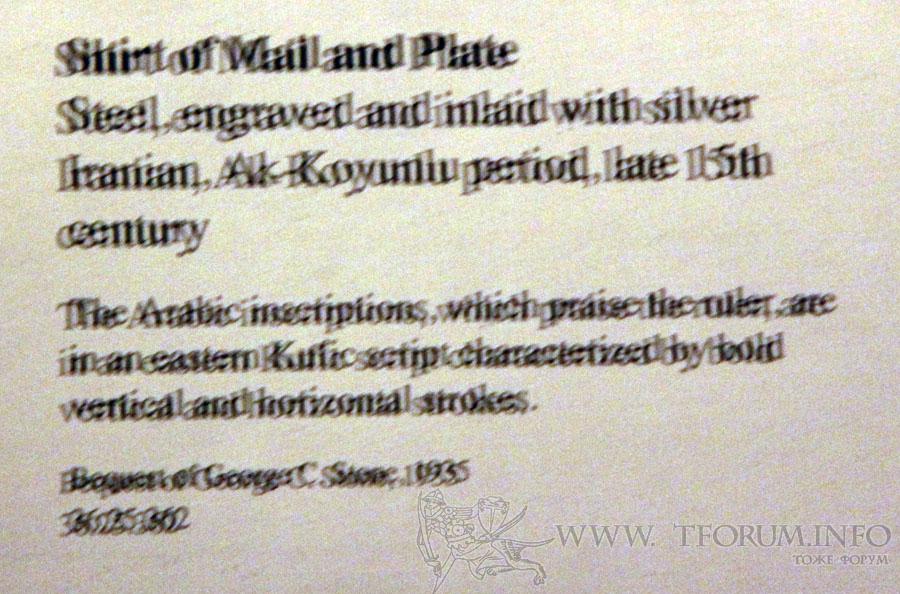 Shirt of Mail and Plate
Steel, engraved and inlaid with silver
Iranian, Ak-Koyunlu period, late 15th
century
The Arabic inscriptions, which praise the ruler, are
in an eastern Kufic script characterized by bold
vertical and horizontal strokes.
Bequest of George C. Stone, 1935
WWW. TFORUM.INFO
ТОЖЕ ФОРУМ